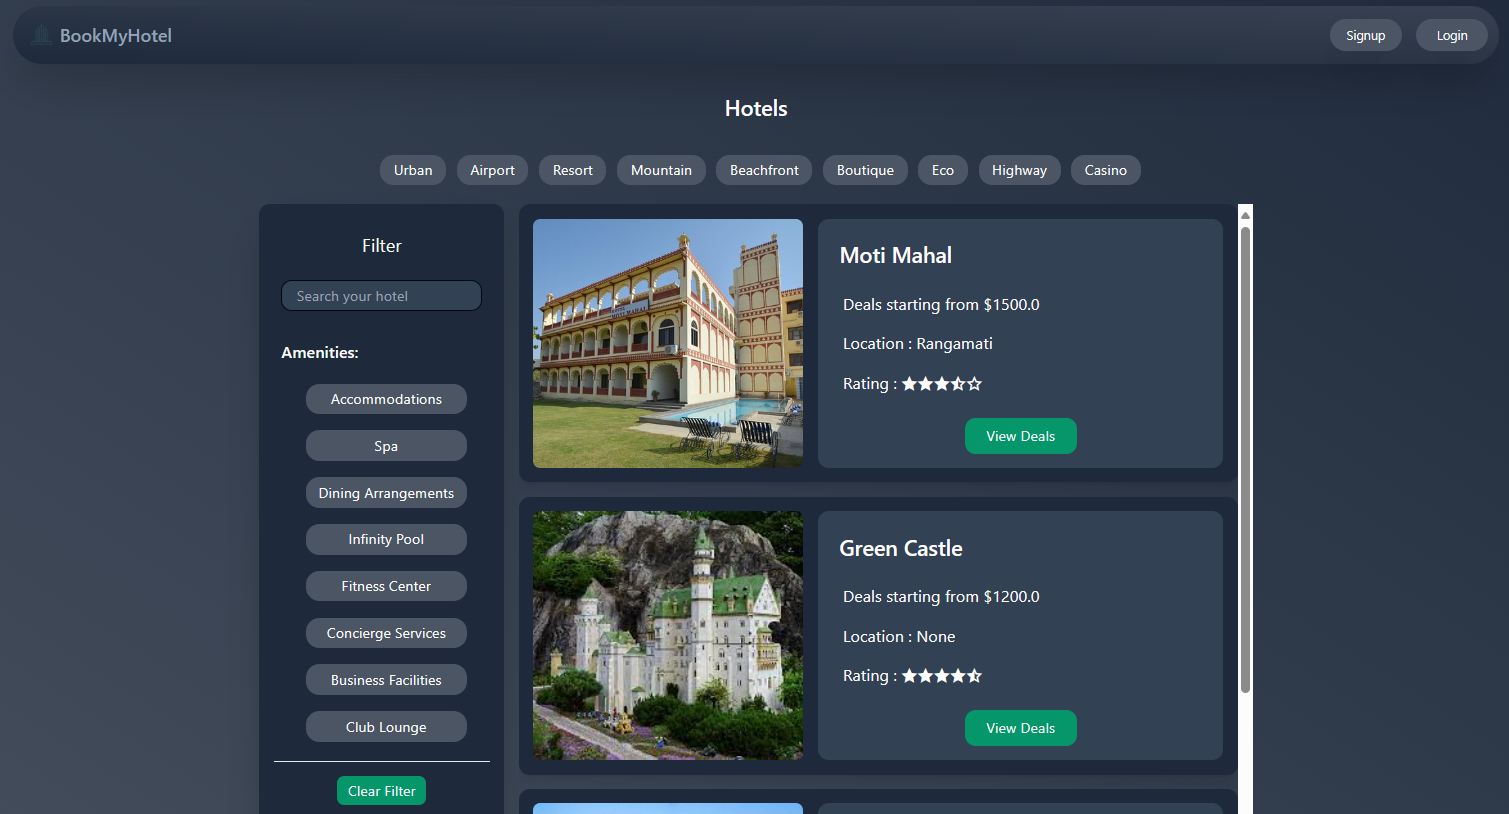 BookMyHotel
Signup
Login
Hotels
Urban
Airport
Resort
Mountain
Beachfront
Boutique
Eco
Highway
Casino
Filter
Search your hotel
Amenities:
Accommodations
Spa
Dining Arrangements
Infinity Pool
Fitness Center
Concierge Services
Business Facilities
Club Lounge
Clear Filter
MOTI MAHAL
Moti Mahal
Deals starting from $1500.0
Location : Rangamati
Rating :
View Deals
Green Castle
Deals starting from $1200.0
Location : None
Rating :
View Deals